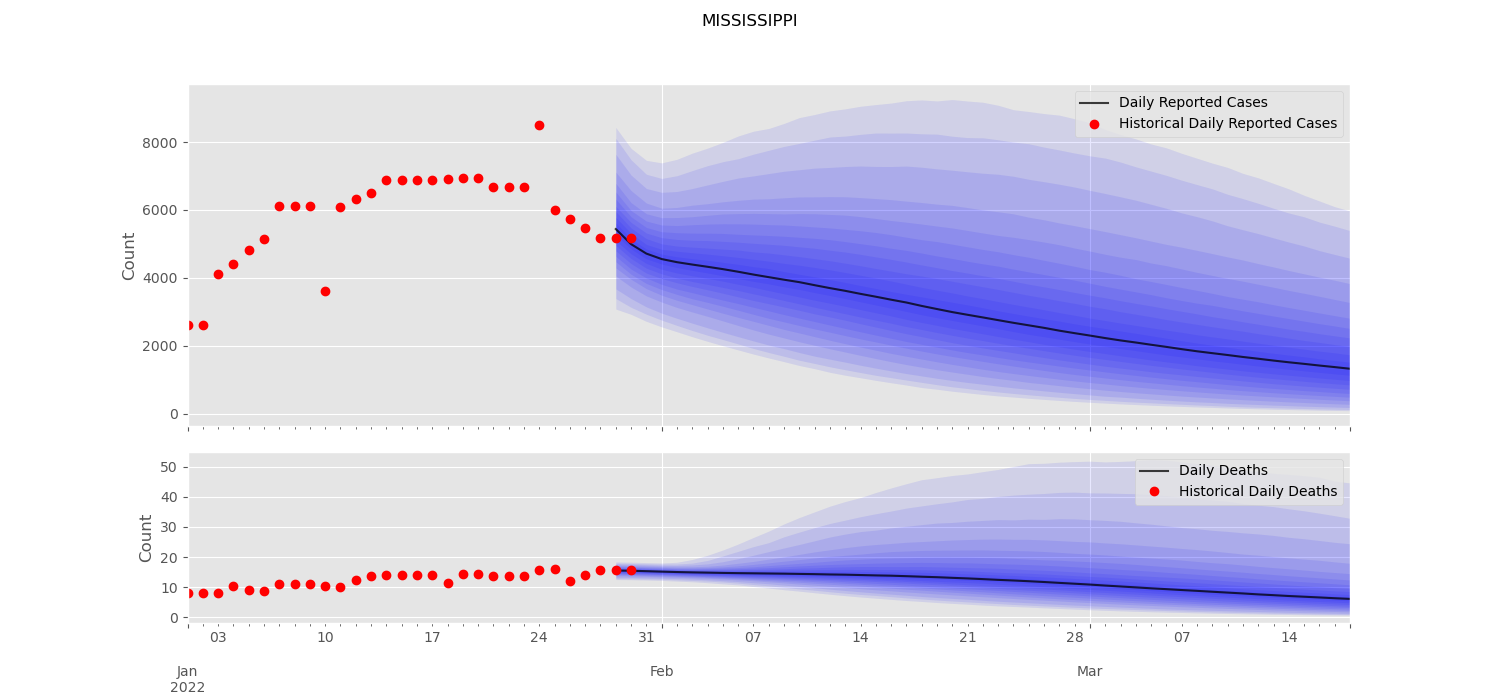 MISSISSIPPI
Daily Reported Cases
Historical Daily Reported Cases
8000
6000
4000
2000
0
Count
Daily Deaths
Historical Daily Deaths
50
40
30
20
10
0
Count
03 10 17 24 31 07 14 21 28 07 14
Jan Feb Mar
2022